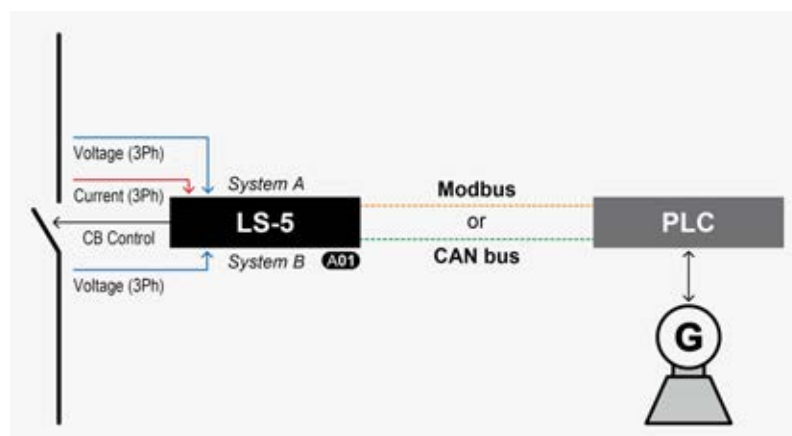 Voltage (3Ph)
Current (3Ph)
System A
CB Control
LS-5
System B
A01
Voltage (3Ph)
Modbus
or
CAN bus
PLC
G